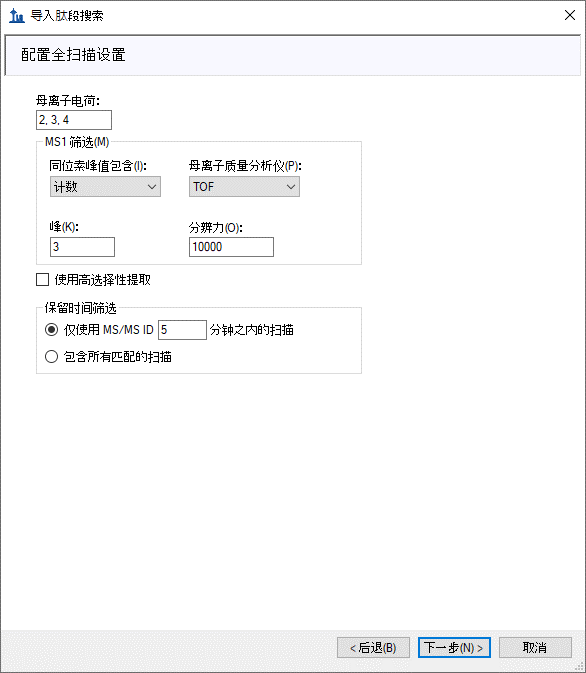 导入肽段搜索
配置全扫描设置
母离子电荷:
2, 3, 4
MS1 筛选(M)
同位素峰值包含(I): 母离子质量分析仪(P):
计数 TOF
峰(K): 分辨力(O):
3 10000
使用高选择性提取
保留时间筛选
仅使用 MS/MS ID 5 分钟之内的扫描
包含所有匹配的扫描
< 后退(B) 下一步(N) > 取消